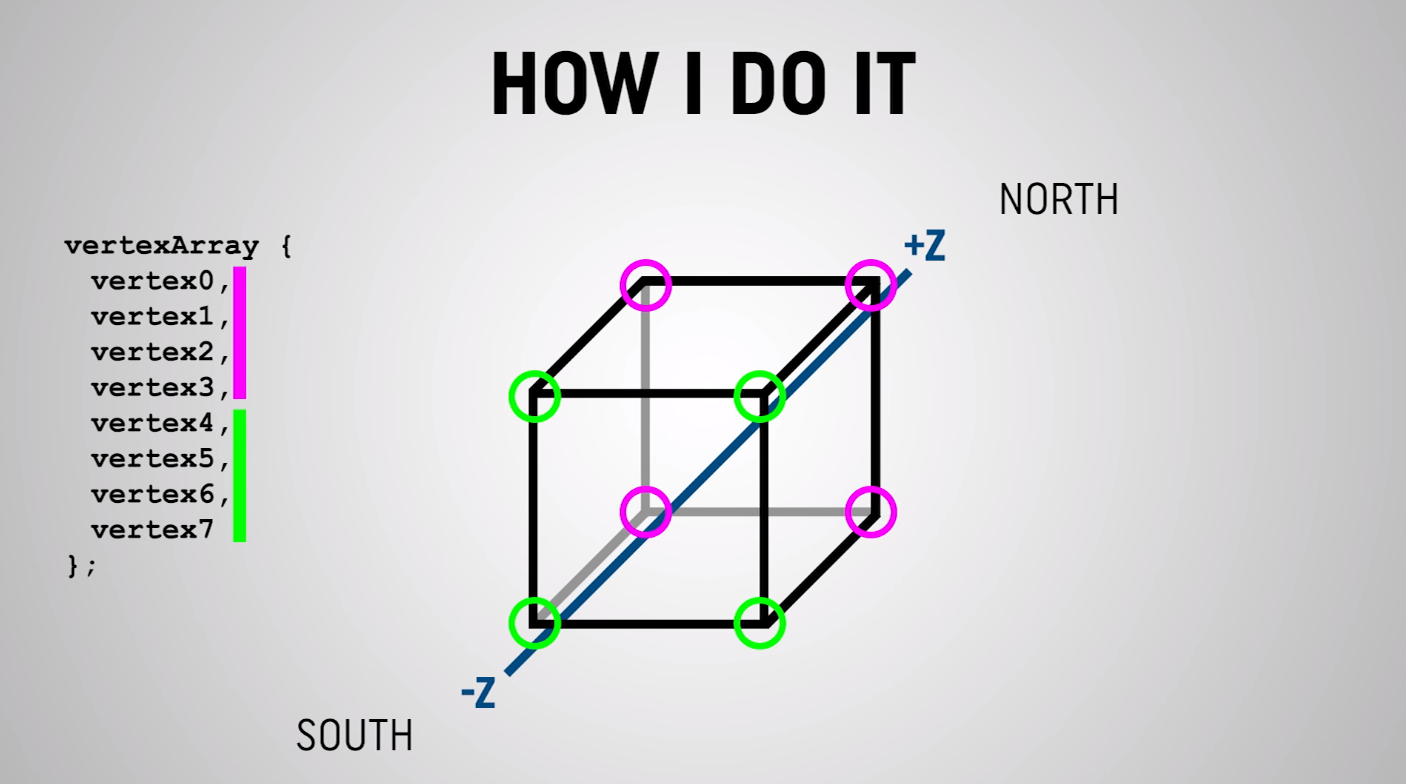 HOW I DO IT
NORTH
+Z
vertexArray {
vertex0,
vertex1,
vertex2,
vertex3,
vertex4,
vertex5,
vertex6,
vertex7
};
-Z
SOUTH